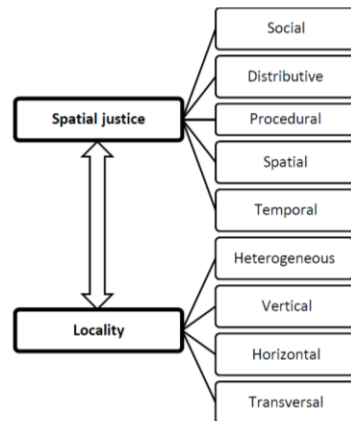 Social
Distributive
Spatial justice
Procedural
Spatial
Temporal
Heterogeneous
Vertical
Locality
Horizontal
Transversal